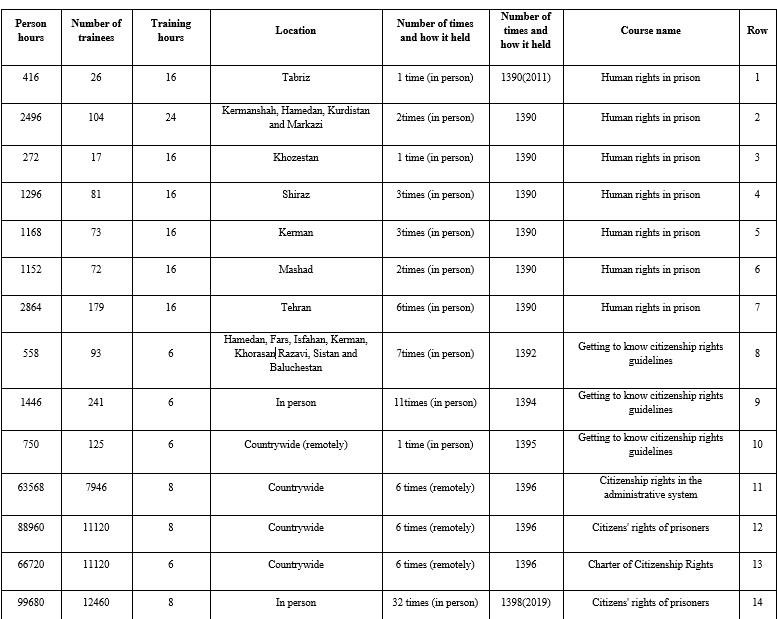 Person hours | Number of trainees | Training hours | Location | Number of times and how it held | Number of times and how it held | Course name | Row
416 | 26 | 16 | Tabriz | 1 time (in person) | 1390(2011) | Human rights in prison | 1
2496 | 104 | 24 | Kermanshah, Hamedan, Kurdistan and Markazi | 2times (in person) | 1390 | Human rights in prison | 2
272 | 17 | 16 | Khozestan | 1 time (in person) | 1390 | Human rights in prison | 3
1296 | 81 | 16 | Shiraz | 3times (in person) | 1390 | Human rights in prison | 4
1168 | 73 | 16 | Kerman | 3times (in person) | 1390 | Human rights in prison | 5
1152 | 72 | 16 | Mashad | 2times (in person) | 1390 | Human rights in prison | 6
2864 | 179 | 16 | Tehran | 6times (in person) | 1390 | Human rights in prison | 7
558 | 93 | 6 | Hamedan, Fars, Isfahan, Kerman, Khorasan Razavi, Sistan and Baluchestan | 7times (in person) | 1392 | Getting to know citizenship rights guidelines | 8
1446 | 241 | 6 | In person | 11times (in person) | 1394 | Getting to know citizenship rights guidelines | 9
750 | 125 | 6 | Countrywide (remotely) | 1 time (in person) | 1395 | Getting to know citizenship rights guidelines | 10
63568 | 7946 | 8 | Countrywide | 6 times (remotely) | 1396 | Citizenship rights in the administrative system | 11
88960 | 11120 | 8 | Countrywide | 6 times (remotely) | 1396 | Citizens' rights of prisoners | 12
66720 | 11120 | 6 | Countrywide | 6 times (remotely) | 1396 | Charter of Citizenship Rights | 13
99680 | 12460 | 8 | In person | 32 times (in person) | 1398(2019) | Citizens' rights of prisoners | 14